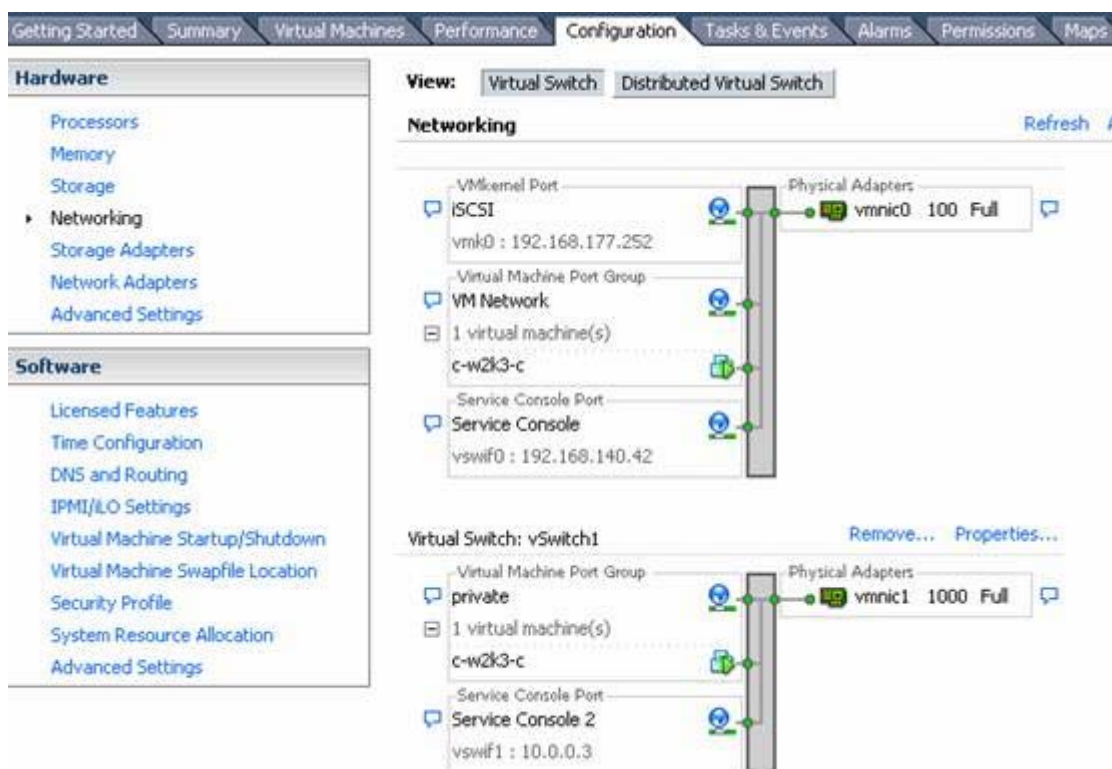 Getting Started Summary Virtual Machines Performance Configuration Tasks & Events Alarms Permissions Maps
Hardware
Processors
Memory
Storage
Networking
Storage Adapters
Network Adapters
Advanced Settings
Software
Licensed Features
Time Configuration
DNS and Routing
IPMI/iLO Settings
Virtual Machine Startup/Shutdown
Virtual Machine Swapfile Location
Security Profile
System Resource Allocation
Advanced Settings
View: Virtual Switch Distributed Virtual Switch
Networking Refresh
VMkernel Port Physical Adapters
iSCSI vmnic0 100 Full
vmk0 : 192.168.177.252
Virtual Machine Port Group
VM Network
1 virtual machine(s)
c-w2k3-c
Service Console Port
Service Console
vswif0 : 192.168.140.42
Virtual Switch: vSwitch1 Remove... Properties...
Virtual Machine Port Group Physical Adapters
private vmnic1 1000 Full
1 virtual machine(s)
c-w2k3-c
Service Console Port
Service Console 2
vswif1 : 10.0.0.3